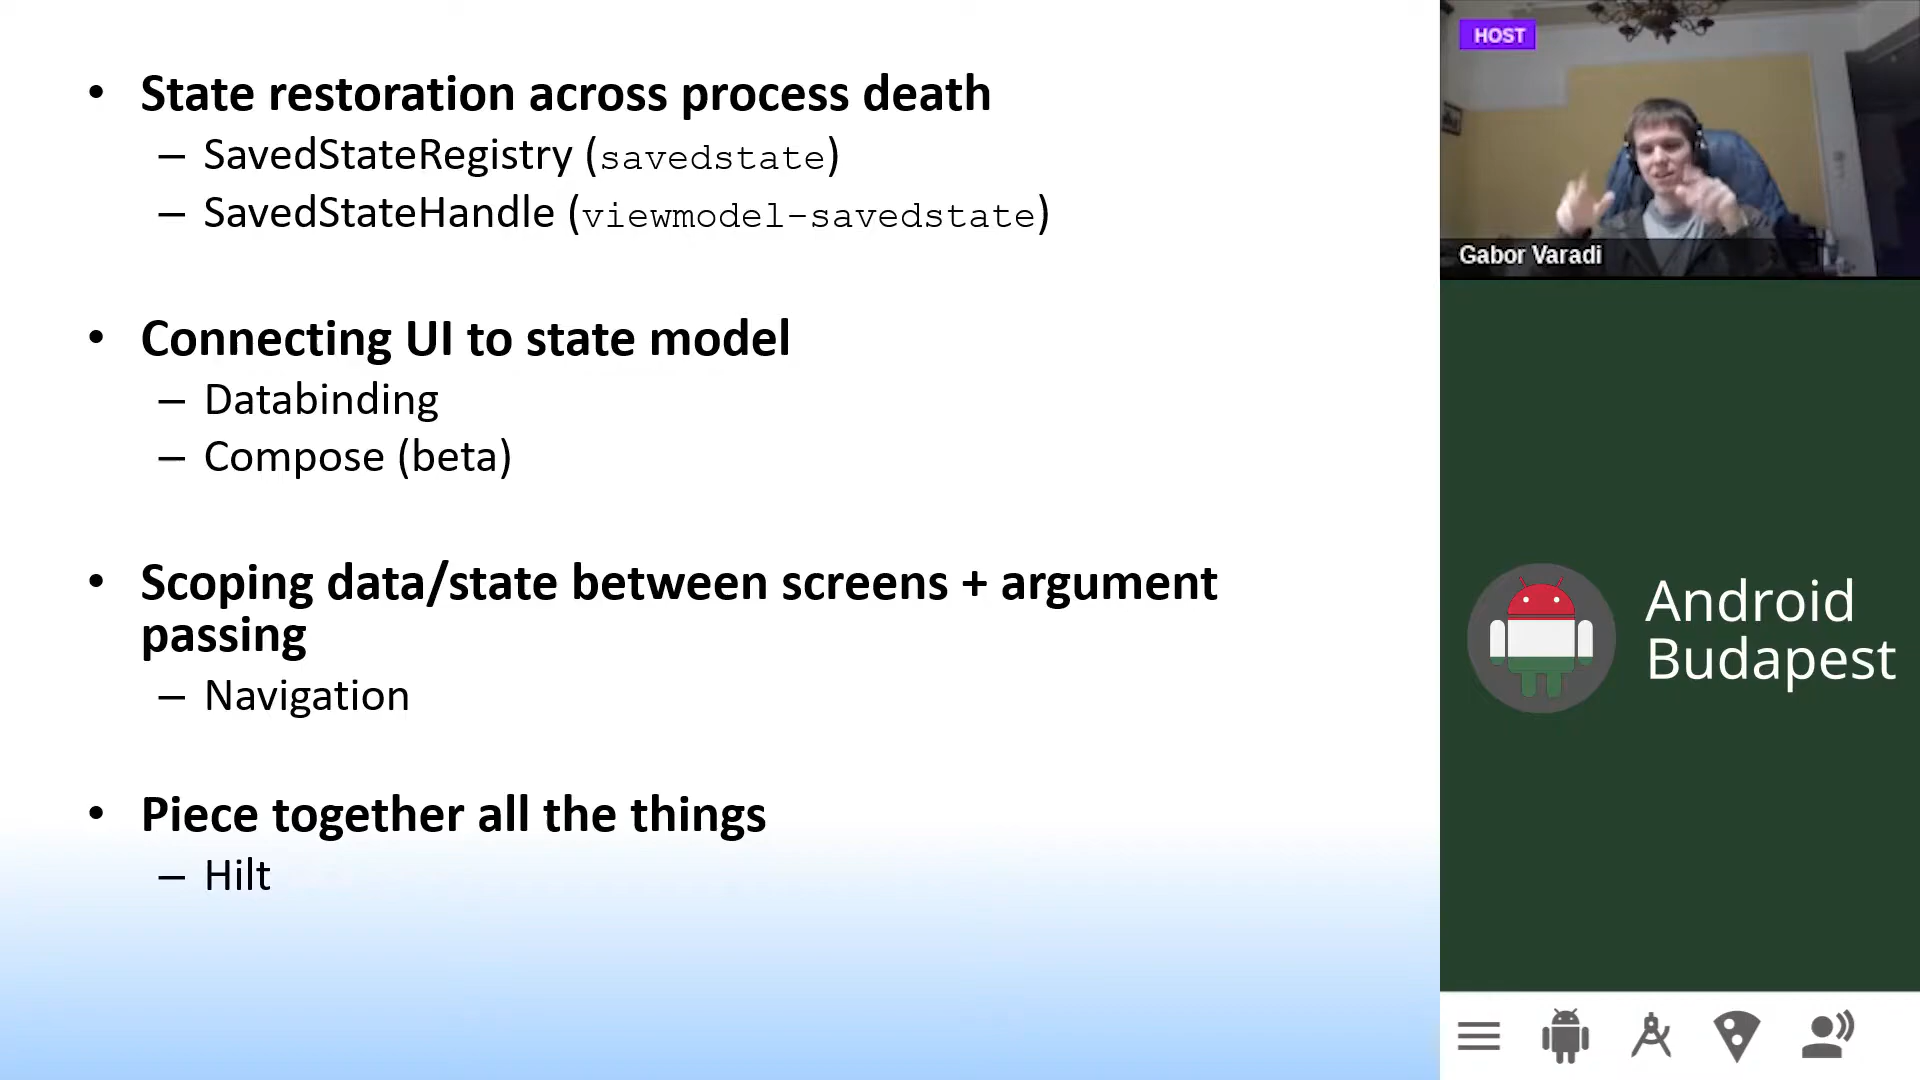 • State restoration across process death
– SavedStateRegistry (savedstate)
– SavedStateHandle (viewmodel-savedstate)
• Connecting UI to state model
– Databinding
– Compose (beta)
• Scoping data/state between screens + argument
passing
– Navigation
• Piece together all the things
– Hilt
HOST
Gabor Varadi
Android
Budapest